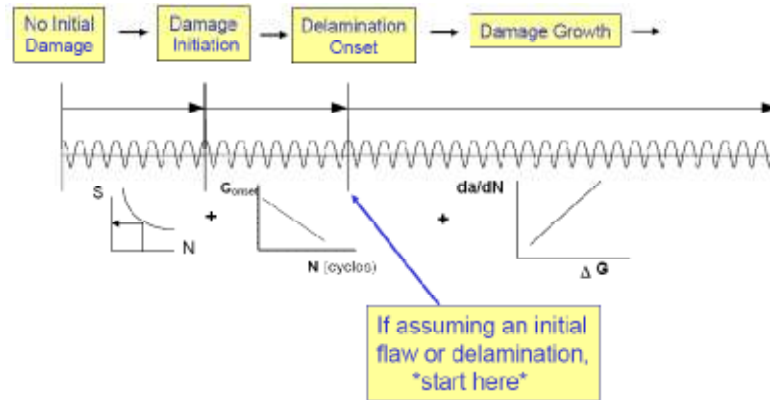 No Initial
Damage
Damage
Initiation
Delamination
Onset
Damage Growth
S
N
+
Gonset
N (cycles)
+
da/dN
Δ G
If assuming an initial
flaw or delamination,
*start here*